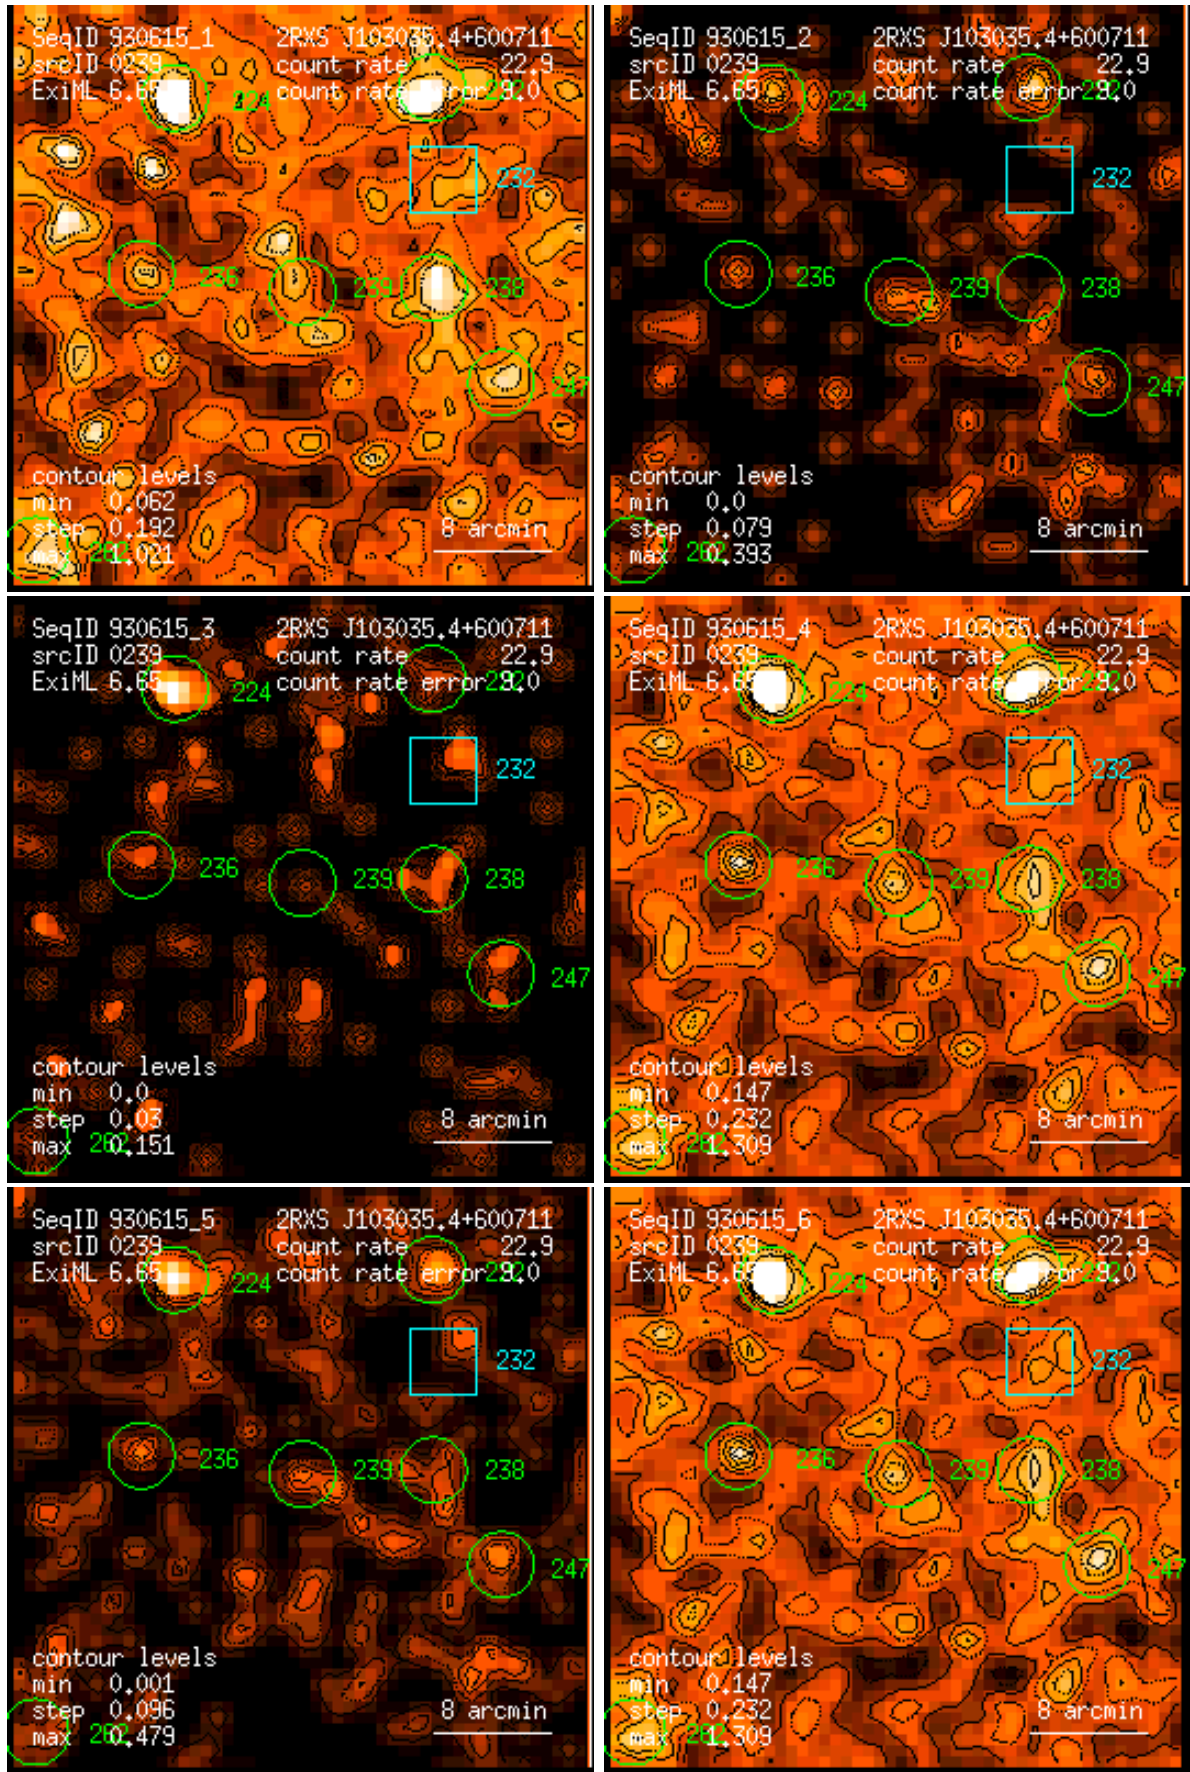 SeqID 930615_1 2RXS J103035.4+600711
srcID 0239 count rate 22.9
ExiML 6.65 224 count rate error 9.0
232
236 239 238
247
contour levels
min 0.062
step 0.192 8 arcmin
max 1.021 262
SeqID 930615_2 2RXS J103035.4+600711
srcID 0239 count rate 22.9
ExiML 6.65 224 count rate error 9.0
232
236 239 238
247
contour levels
min 0.0
step 0.079 8 arcmin
max 0.393 262
SeqID 930615_3 2RXS J103035.4+600711
srcID 0239 count rate 22.9
ExiML 6.65 224 count rate error 9.0
232
236 239 238
247
contour levels
min 0.0
step 0.03 8 arcmin
max 0.151 262
SeqID 930615_4 2RXS J103035.4+600711
srcID 0239 count rate 22.9
ExiML 6.65 224 count rate error 9.0
232
236 239 238
247
contour levels
min 0.147
step 0.232 8 arcmin
max 1.309 262
SeqID 930615_5 2RXS J103035.4+600711
srcID 0239 count rate 22.9
ExiML 6.65 224 count rate error 9.0
232
236 239 238
247
contour levels
min 0.001
step 0.096 8 arcmin
max 0.479 262
SeqID 930615_6 2RXS J103035.4+600711
srcID 0239 count rate 22.9
ExiML 6.65 224 count rate error 9.0
232
236 239 238
247
contour levels
min 0.147
step 0.232 8 arcmin
max 1.309 262